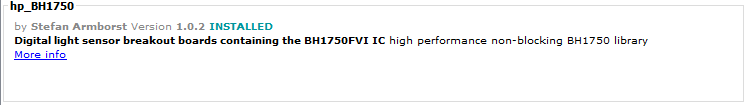 hp_BH1750
by Stefan Armborst Version 1.0.2 INSTALLED
Digital light sensor breakout boards containing the BH1750FVI IC high performance non-blocking BH1750 library
More info